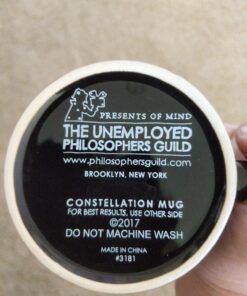 PRESENTS OF MIND
THE UNEMPLOYED
PHILOSOPHERS GUILD
www.philosophersguild.com
BROOKLYN, NEW YORK
CONSTELLATION MUG
FOR BEST RESULTS, USE OTHER SIDE
©2017
DO NOT MACHINE WASH
MADE IN CHINA
#3181